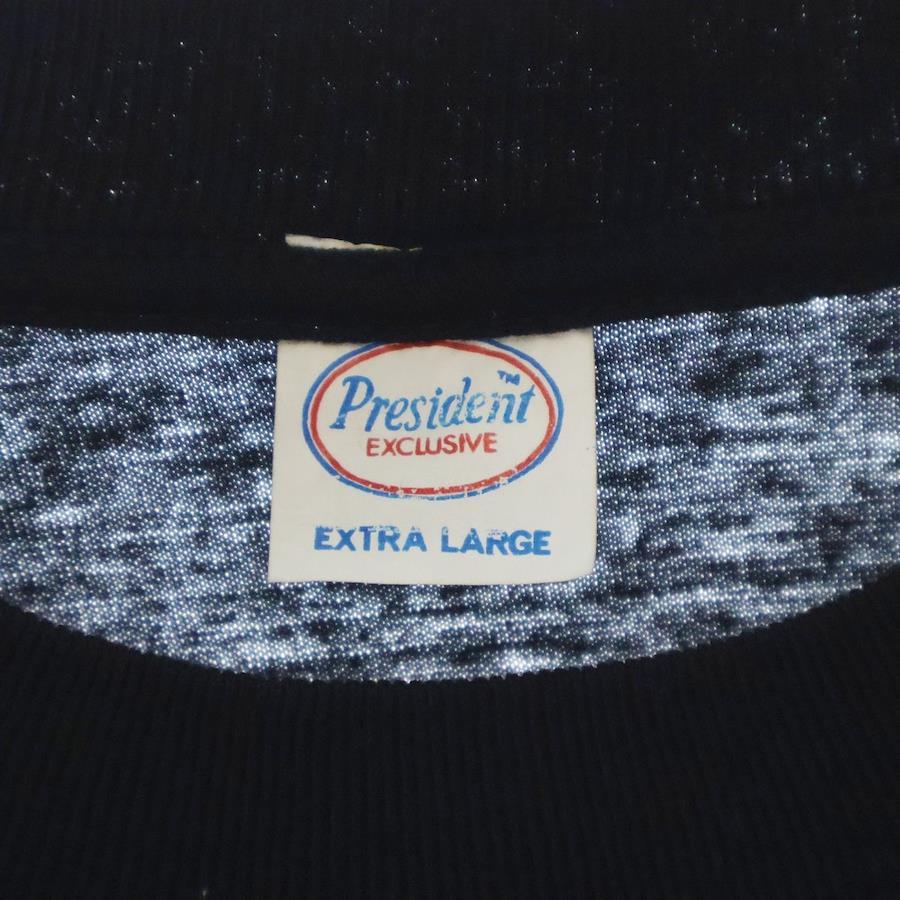 President™
EXCLUSIVE
EXTRA LARGE